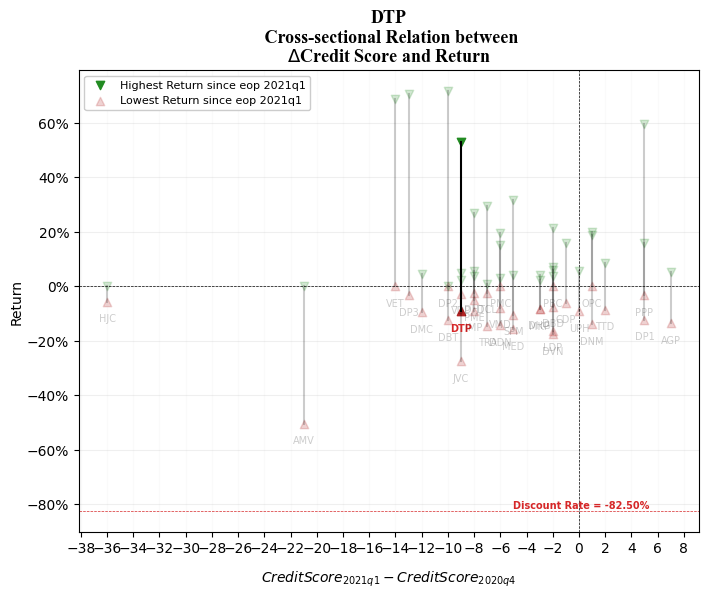 DTP
Cross-sectional Relation between
ΔCredit Score and Return
Highest Return since eop 2021q1
Lowest Return since eop 2021q1
60%
40%
20%
0%
−20%
−40%
−60%
−80%
Return
HJC
AMV
VET
DP3
DMC
DBT
DTP
JVC
PMC
MED
DVN
OPC
DNM
TTD
PPP
DP1
AGP
Discount Rate = -82.50%
−38−36−34−32−30−28−26−24−22−20−18−16−14−12−10 −8 −6 −4 −2 0 2 4 6 8
CreditScore2021q1 − CreditScore2020q4